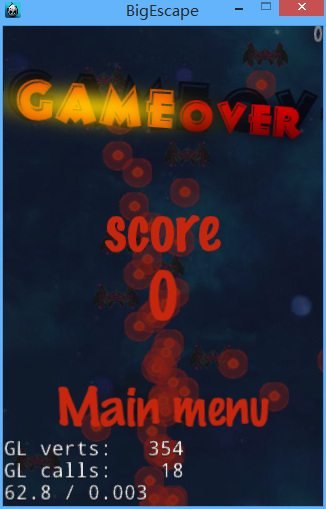 BigEscape
0
GAMEOVER
score
0
Main menu
GL verts: 354
GL calls: 18
62.8 / 0.003